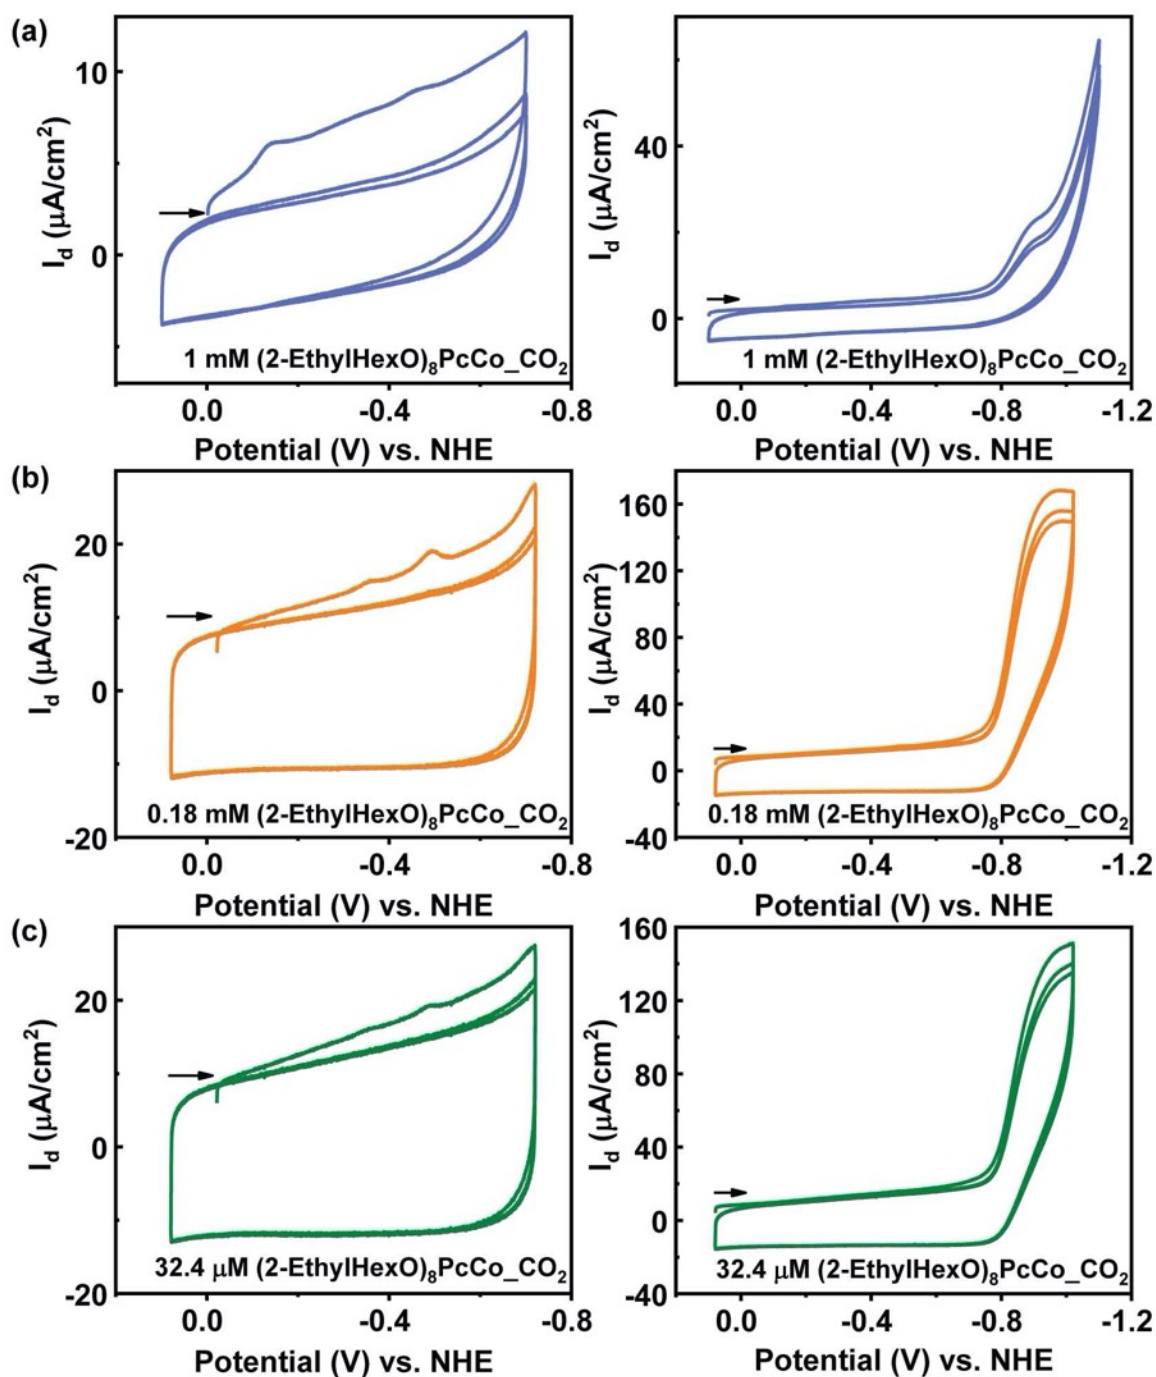 (a)
10
0
I_d (μA/cm²)
1 mM (2-EthylHexO)₈PcCo_CO₂
0.0 -0.4 -0.8
Potential (V) vs. NHE
40
0
I_d (μA/cm²)
1 mM (2-EthylHexO)₈PcCo_CO₂
0.0 -0.4 -0.8 -1.2
Potential (V) vs. NHE
(b)
20
0
-20
I_d (μA/cm²)
0.18 mM (2-EthylHexO)₈PcCo_CO₂
0.0 -0.4 -0.8
Potential (V) vs. NHE
160
120
80
40
0
-40
I_d (μA/cm²)
0.18 mM (2-EthylHexO)₈PcCo_CO₂
0.0 -0.4 -0.8 -1.2
Potential (V) vs. NHE
(c)
20
0
-20
I_d (μA/cm²)
32.4 μM (2-EthylHexO)₈PcCo_CO₂
0.0 -0.4 -0.8
Potential (V) vs. NHE
160
120
80
40
0
-40
I_d (μA/cm²)
32.4 μM (2-EthylHexO)₈PcCo_CO₂
0.0 -0.4 -0.8 -1.2
Potential (V) vs. NHE